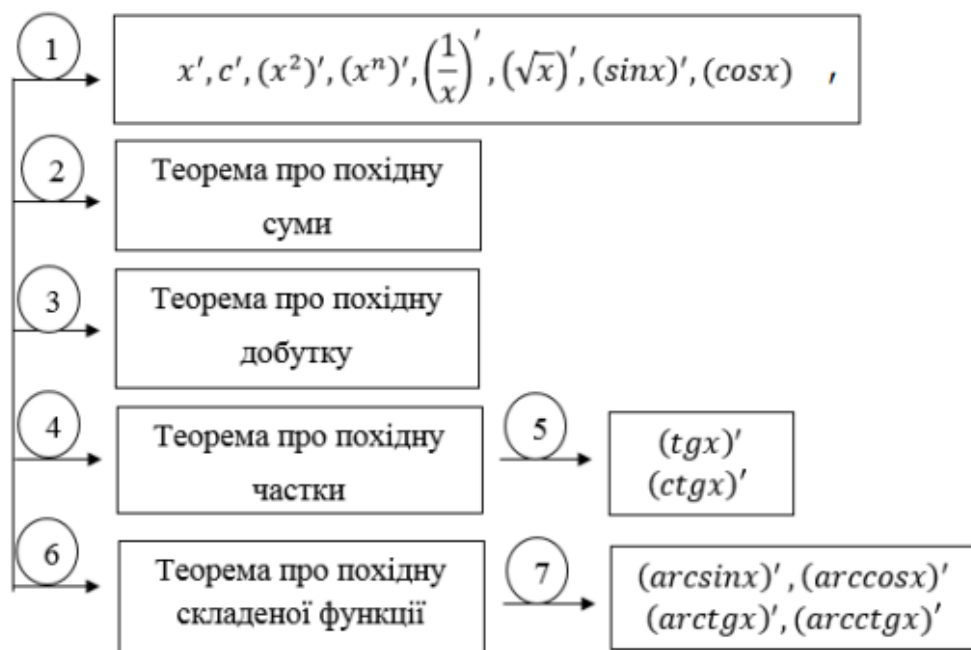 1
x′, c′, (x²)′, (xⁿ)′, (1/x)′, (√x)′, (sinx)′, (cosx) ′
2
Теорема про похідну
суми
3
Теорема про похідну
добутку
4
Теорема про похідну
частки
5
(tgx)′
(ctgx)′
6
Теорема про похідну
складеної функції
7
(arcsinx)′, (arccosx)′
(arctgx)′, (arcctgx)′